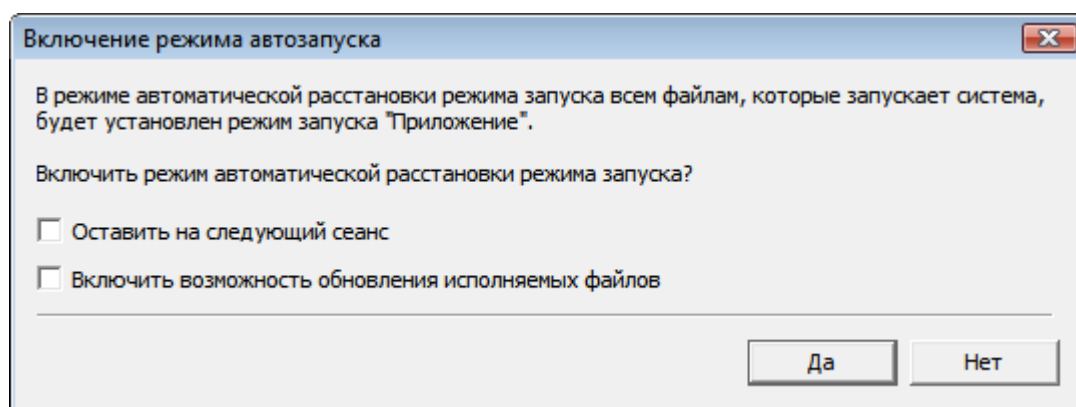 Включение режима автозапуска
В режиме автоматической расстановки режима запуска всем файлам, которые запускает система,
будет установлен режим запуска "Приложение".
Включить режим автоматической расстановки режима запуска?
Оставить на следующий сеанс
Включить возможность обновления исполняемых файлов
Да Нет